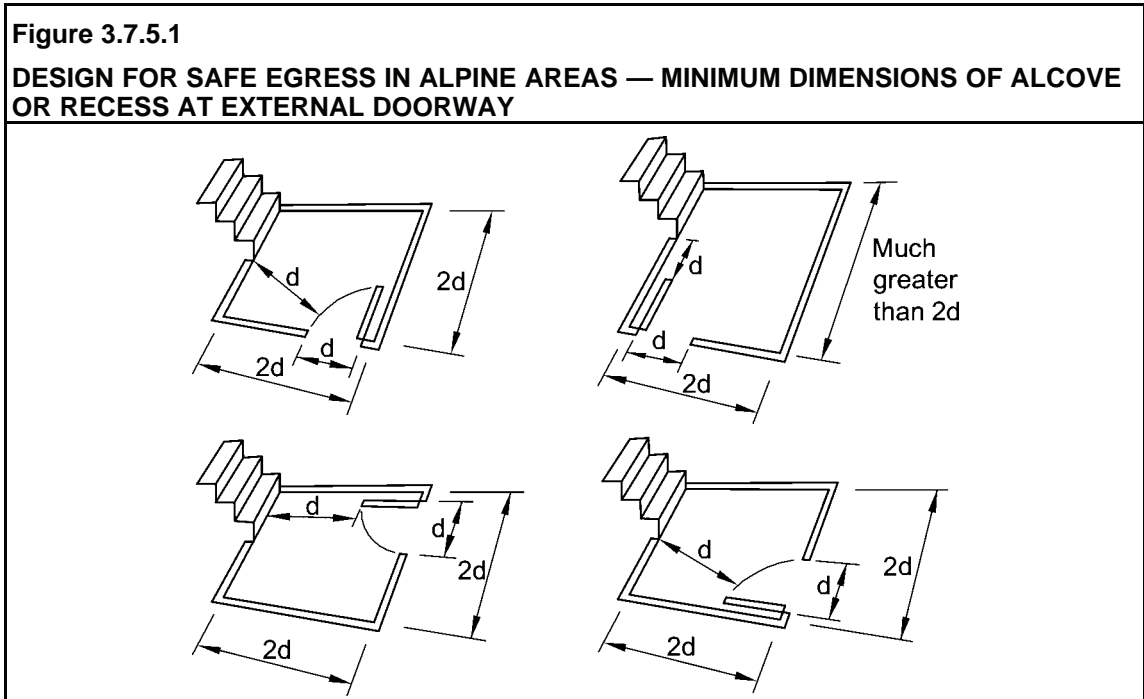 Figure 3.7.5.1
DESIGN FOR SAFE EGRESS IN ALPINE AREAS — MINIMUM DIMENSIONS OF ALCOVE
OR RECESS AT EXTERNAL DOORWAY
d
2d
d
2d
d
Much
greater
than 2d
d
2d
d
d
2d
2d
d
d
2d
2d